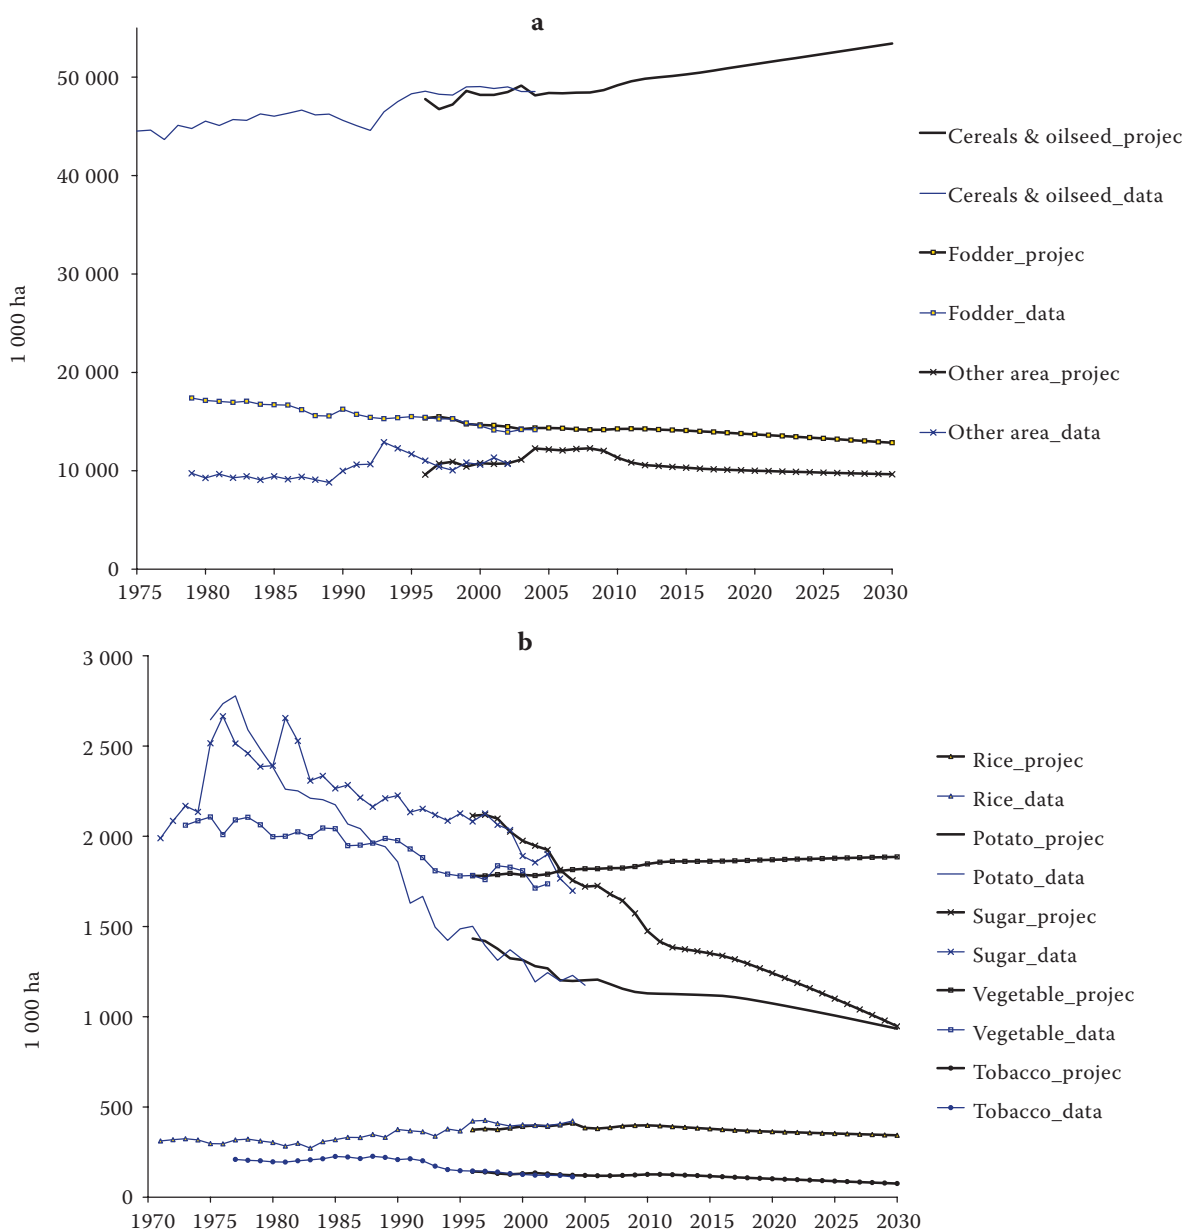 a
50 000
40 000
30 000
20 000
10 000
0
1 000 ha
1975 1980 1985 1990 1995 2000 2005 2010 2015 2020 2025 2030
Cereals & oilseed_projec
Cereals & oilseed_data
Fodder_projec
Fodder_data
Other area_projec
Other area_data
b
3 000
2 500
2 000
1 500
1 000
500
0
1 000 ha
1970 1975 1980 1985 1990 1995 2000 2005 2010 2015 2020 2025 2030
Rice_projec
Rice_data
Potato_projec
Potato_data
Sugar_projec
Sugar_data
Vegetable_projec
Vegetable_data
Tobacco_projec
Tobacco_data